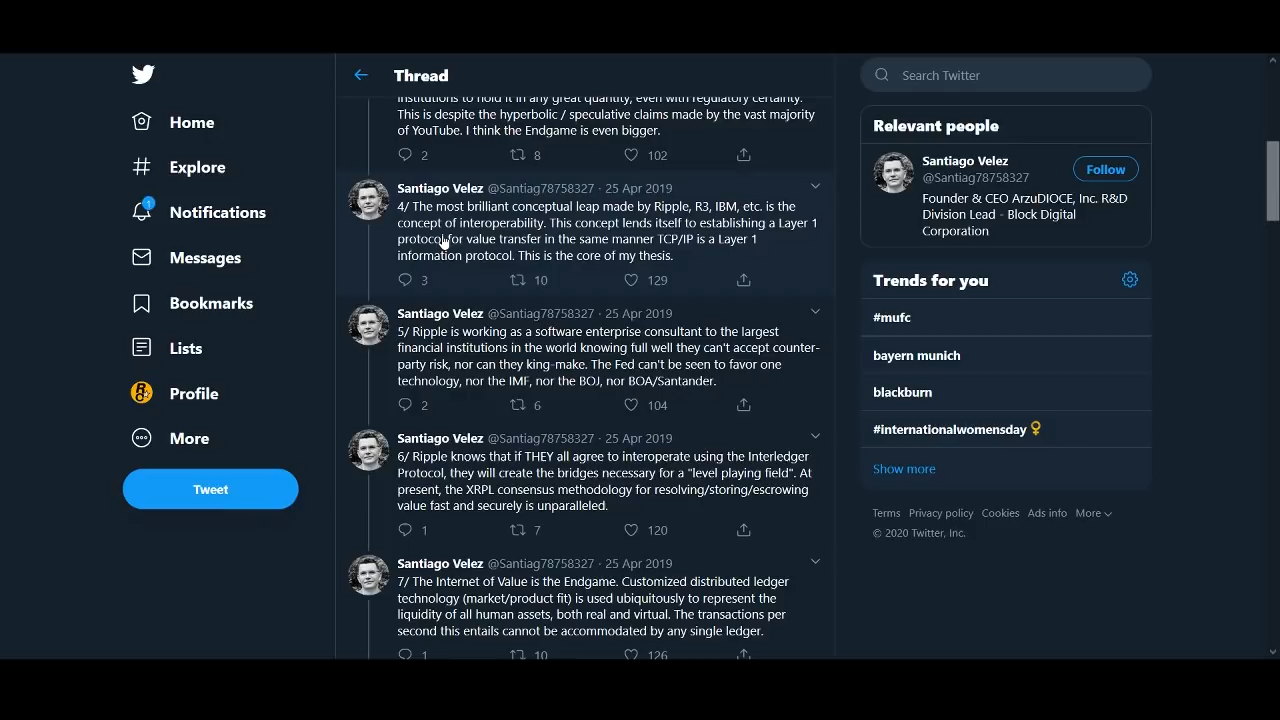 Home
Explore
1
Notifications
Messages
Bookmarks
Lists
Profile
More
Tweet
Thread
institutions to hold it in any great quantity, even with regulatory certainty.
This is despite the hyperbolic / speculative claims made by the vast majority
of YouTube. I think the Endgame is even bigger.
2 8 102
Santiago Velez @Santiag78758327 · 25 Apr 2019
4/ The most brilliant conceptual leap made by Ripple, R3, IBM, etc. is the
concept of interoperability. This concept lends itself to establishing a Layer 1
protocol for value transfer in the same manner TCP/IP is a Layer 1
information protocol. This is the core of my thesis.
3 10 129
Santiago Velez @Santiag78758327 · 25 Apr 2019
5/ Ripple is working as a software enterprise consultant to the largest
financial institutions in the world knowing full well they can't accept counter-
party risk, nor can they king-make. The Fed can't be seen to favor one
technology, nor the IMF, nor the BOJ, nor BOA/Santander.
2 6 104
Santiago Velez @Santiag78758327 · 25 Apr 2019
6/ Ripple knows that if THEY all agree to interoperate using the Interledger
Protocol, they will create the bridges necessary for a "level playing field". At
present, the XRPL consensus methodology for resolving/storing/escrowing
value fast and securely is unparalleled.
1 7 120
Santiago Velez @Santiag78758327 · 25 Apr 2019
7/ The Internet of Value is the Endgame. Customized distributed ledger
technology (market/product fit) is used ubiquitously to represent the
liquidity of all human assets, both real and virtual. The transactions per
second this entails cannot be accommodated by any single ledger.
1 10 126
Search Twitter
Relevant people
Santiago Velez
@Santiag78758327
Follow
Founder & CEO ArzuDIOCE, Inc. R&D
Division Lead - Block Digital
Corporation
Trends for you
#mufc
bayern munich
blackburn
#internationalwomensday
Show more
Terms Privacy policy Cookies Ads info More
© 2020 Twitter, Inc.